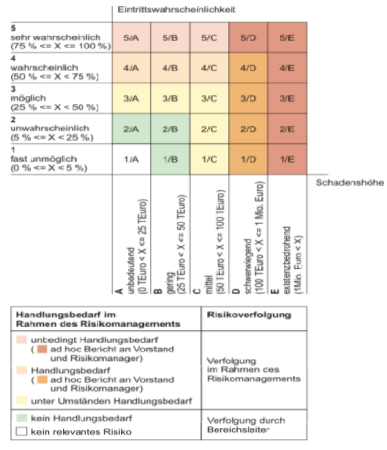 Eintrittswahrscheinlichkeit
5
sehr wahrscheinlich
(75 % <= X <= 100 %)
5/A 5/B 5/C 5/D 5/E
4
wahrscheinlich
(50 % <= X < 75 %)
4/A 4/B 4/C 4/D 4/E
3
möglich
(25 % <= X < 50 %)
3/A 3/B 3/C 3/D 3/E
2
unwahrscheinlich
(5 % <= X < 25 %)
2/A 2/B 2/C 2/D 2/E
1
fast unmöglich
(0 % <= X < 5 %)
1/A 1/B 1/C 1/D 1/E
Schadenshöhe
A
unbedeutend
(0 TEuro < X <= 25 TEuro)
B
gering
(25 TEuro < X <= 50 TEuro)
C
mittel
(50 TEuro < X <= 100 TEuro)
D
schwerwiegend
(100 TEuro < X <= 1 Mio. Euro)
E
existenzbedrohend
(1Mio. Euro < X)
Handlungsbedarf im
Rahmen des Risikomanagements
Risikoverfolgung
unbedingt Handlungsbedarf
( ad hoc Bericht an Vorstand
und Risikomanager)
Handlungsbedarf
( ad hoc Bericht an Vorstand
und Risikomanager)
unter Umständen Handlungsbedarf
Verfolgung
im Rahmen des
Risikomanagements
kein Handlungsbedarf
kein relevantes Risiko
Verfolgung durch
Bereichsleiter